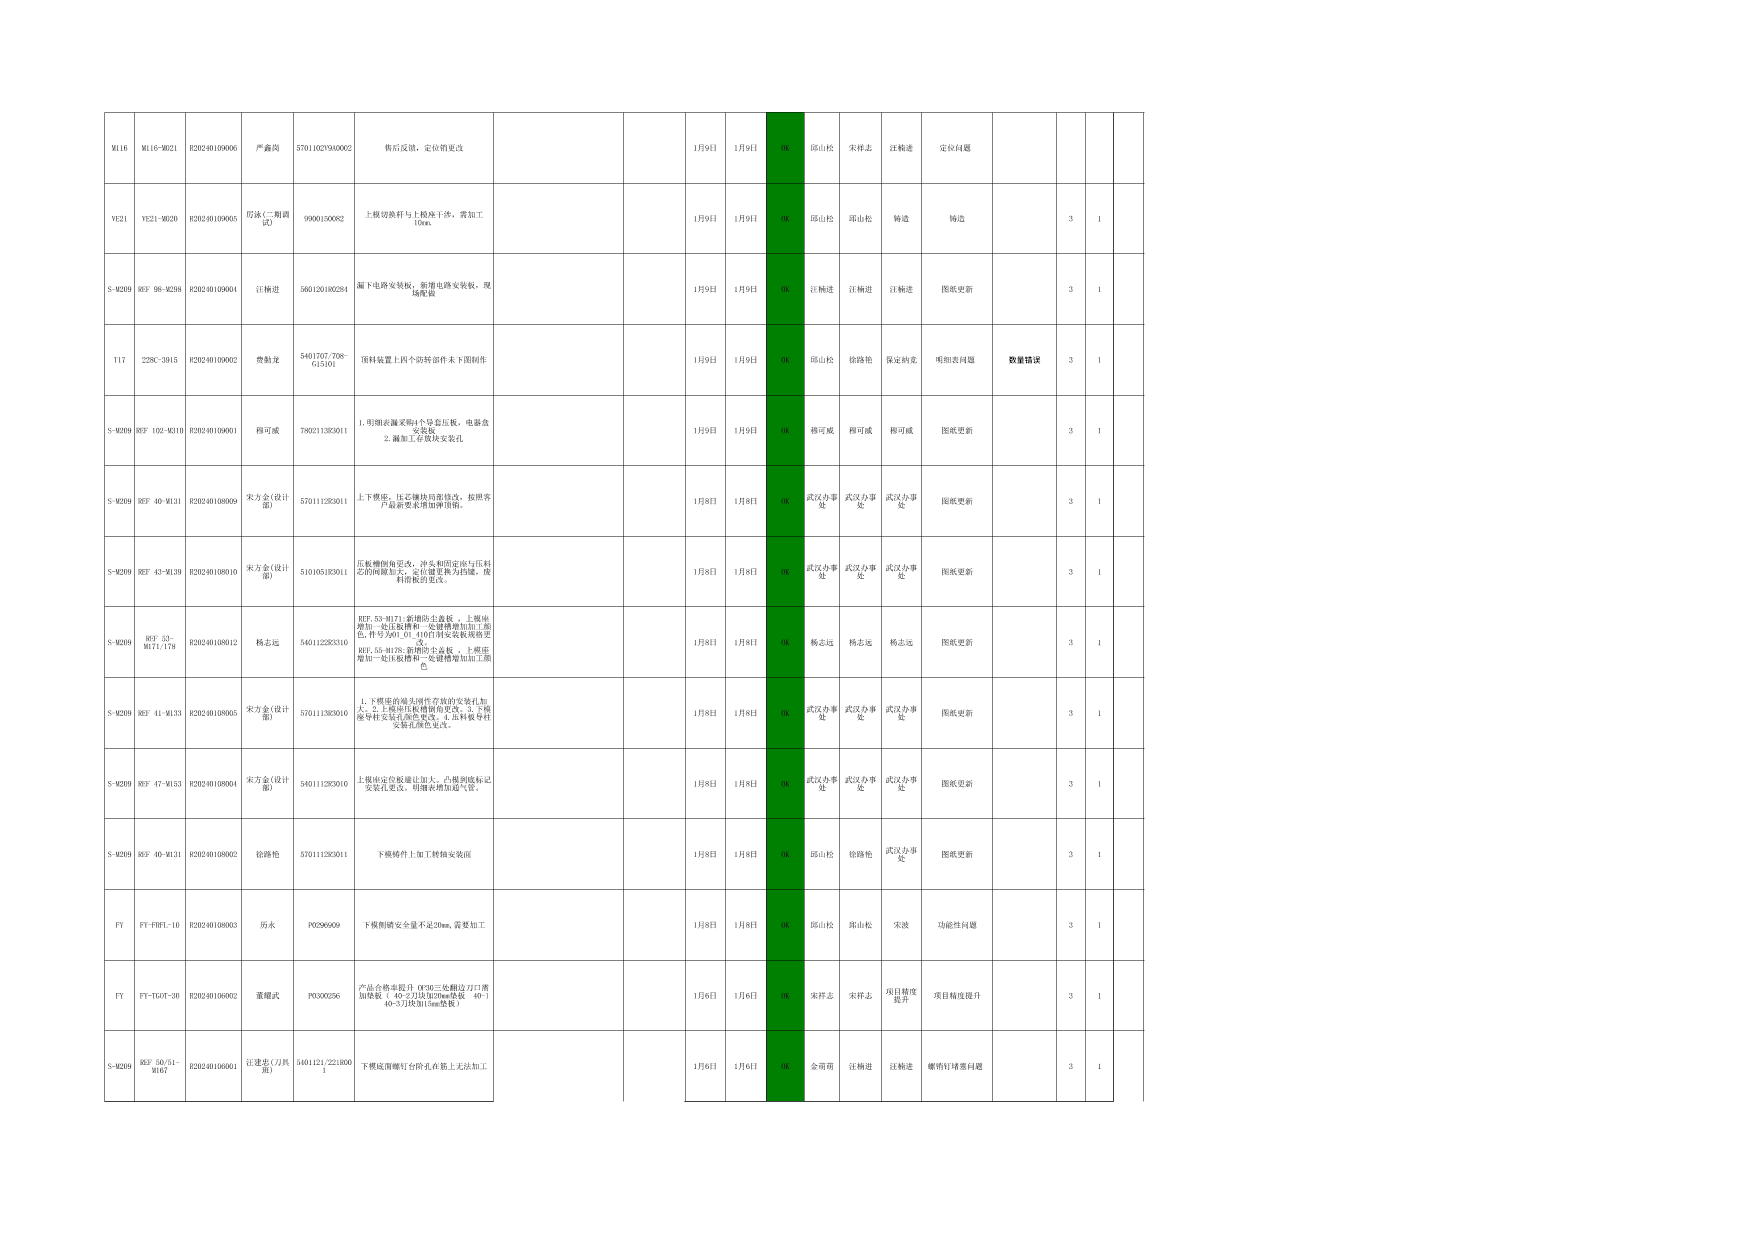 M116 M116-M021 R20240109006 严鑫岗 5701102V9A0002 售后反馈，定位销更改 1月9日 1月9日 OK 邱山松 宋祥志 汪楠进 定位问题
VE21 VE21-M020 R20240109005 厉泳(二期调试) 9900150082 上模切换杆与上模座干涉，需加工10mm. 1月9日 1月9日 OK 邱山松 邱山松 铸造 铸造 3 1
S-M209 REF 98-M298 R20240109004 汪楠进 5601201R0284 漏下电路安装板，新增电路安装板，现场配做 1月9日 1月9日 OK 汪楠进 汪楠进 汪楠进 图纸更新 3 1
T17 228C-3915 R20240109002 费勤龙 5401707/708-G15101 顶料装置上四个防转部件未下图制作 1月9日 1月9日 OK 邱山松 徐路艳 保定纳竞 明细表问题 数量错误 3 1
S-M209 REF 102-M310 R20240109001 穆可威 7802113R3011 1.明细表漏采购4个导套压板，电器盒安装板
2.漏加工存放块安装孔 1月9日 1月9日 OK 穆可威 穆可威 穆可威 图纸更新 3 1
S-M209 REF 40-M131 R20240108009 宋方金(设计部) 5701112R3011 上下模座，压芯镶块局部修改，按照客户最新要求增加弹顶销。 1月8日 1月8日 OK 武汉办事处 武汉办事处 武汉办事处 图纸更新 3 1
S-M209 REF 43-M139 R20240108010 宋方金(设计部) 5101051R3011 压板槽倒角更改，冲头和固定座与压料芯的间隙加大，定位键更换为挡键，废料滑板的更改。 1月8日 1月8日 OK 武汉办事处 武汉办事处 武汉办事处 图纸更新 3 1
S-M209 REF 53-M171/178 R20240108012 杨志远 5401122R3310 REF.53-M171:新增防尘盖板 ，上模座增加一处压板槽和一处键槽增加加工颜色,件号为01_01_410自制安装板规格更改。
REF.55-M178:新增防尘盖板 ，上模座增加一处压板槽和一处键槽增加加工颜色 1月8日 1月8日 OK 杨志远 杨志远 杨志远 图纸更新 3 1
S-M209 REF 41-M133 R20240108005 宋方金(设计部) 5701113R3010 1.下模座的端头刚性存放的安装孔加大。2.上模座压板槽倒角更改。3.下模座导柱安装孔颜色更改。4.压料板导柱安装孔颜色更改。 1月8日 1月8日 OK 武汉办事处 武汉办事处 武汉办事处 图纸更新 3 1
S-M209 REF 47-M153 R20240108004 宋方金(设计部) 5401112R3010 上模座定位板避让加大。凸模到底标记安装孔更改。明细表增加通气管。 1月8日 1月8日 OK 武汉办事处 武汉办事处 武汉办事处 图纸更新 3 1
S-M209 REF 40-M131 R20240108002 徐路艳 5701112R3011 下模铸件上加工转轴安装面 1月8日 1月8日 OK 邱山松 徐路艳 武汉办事处 图纸更新 3 1
FY FY-FRFL-10 R20240108003 历永 P0296909 下模侧销安全量不足20mm,需要加工 1月8日 1月8日 OK 邱山松 邱山松 宋波 功能性问题 3 1
FY FY-TGOT-30 R20240106002 董耀武 P0300256 产品合格率提升 OP30三处翻边刀口需加垫板（ 40-2刀块加20mm垫板 40-1 40-3刀块加15mm垫板） 1月6日 1月6日 OK 宋祥志 宋祥志 项目精度提升 项目精度提升 3 1
S-M209 REF 50/51-M167 R20240106001 汪建忠(刀具班) 5401121/221R001 下模底面螺钉台阶孔在筋上无法加工 1月6日 1月6日 OK 金萌萌 汪楠进 汪楠进 螺销钉堵塞问题 3 1